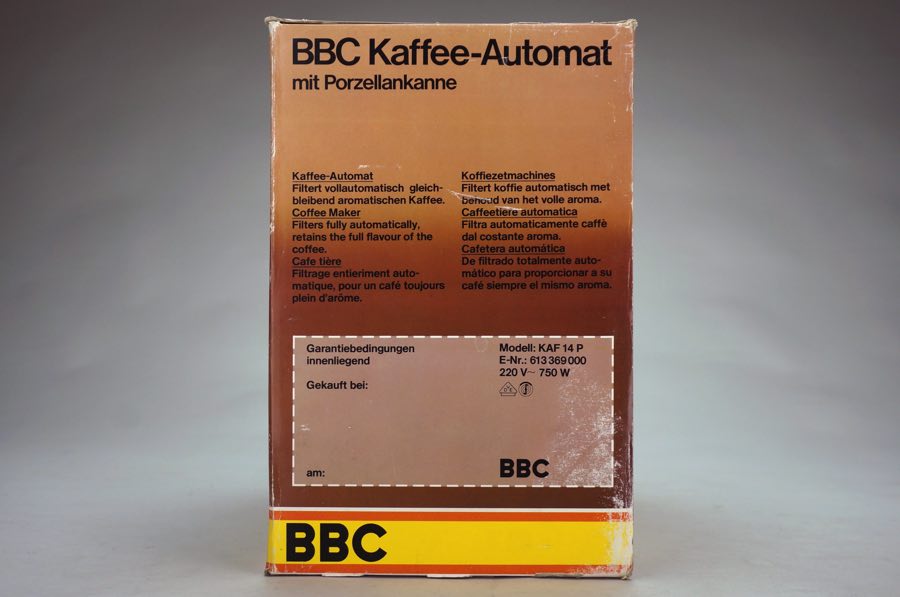 BBC Kaffee-Automat
mit Porzellankanne
Kaffee-Automat
Filtert vollautomatisch gleich-
bleibend aromatischen Kaffee.
Coffee Maker
Filters fully automatically,
retains the full flavour of the
coffee.
Cafe tière
Filtrage entieriment auto-
matique, pour un café toujours
plein d'arôme.
Koffiezetmachines
Filtert koffie automatisch met
behoud van het volle aroma.
Caffeetière automatica
Filtra automaticamente caffè
dal costante aroma.
Cafetera automática
De filtrado totalmente auto-
mático para proporcionar a su
café siempre el mismo aroma.
Garantiebedingungen
innenliegend
Gekauft bei:
am:
Modell: KAF 14 P
E-Nr.: 613 369 000
220 V~ 750 W
BBC
BBC